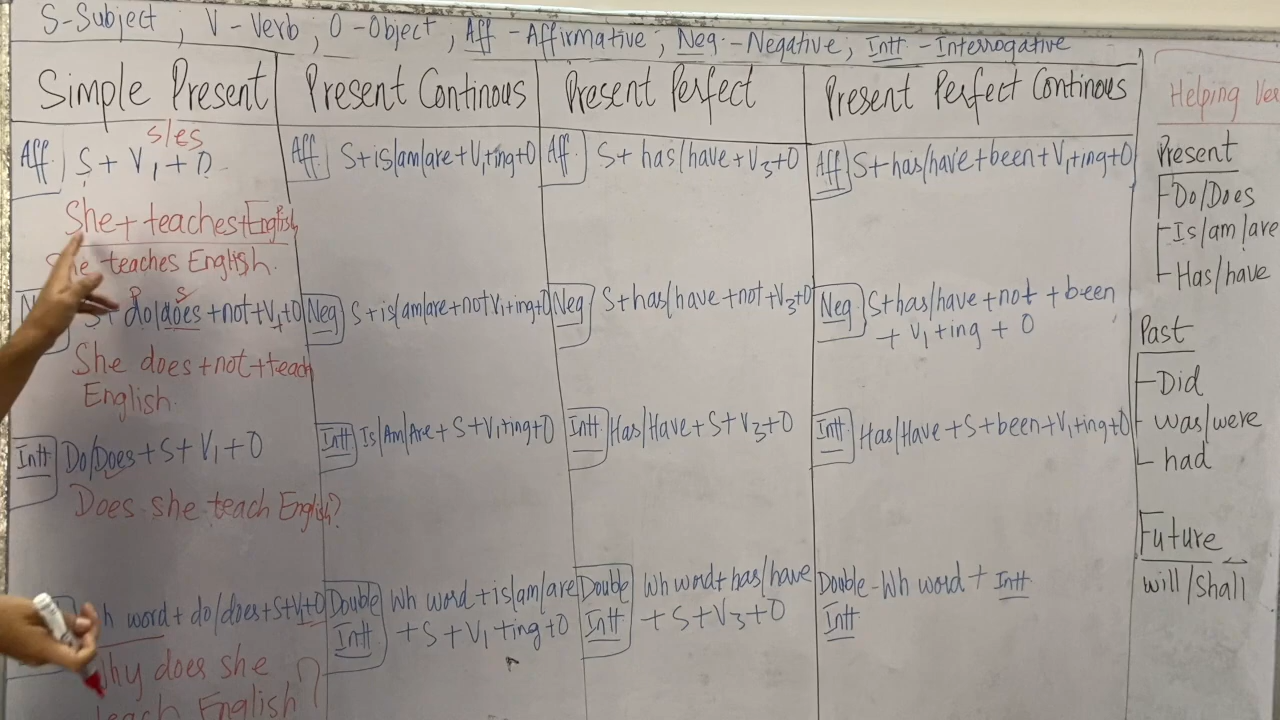 S-Subject , V-Verb , O-Object , Aff -Affirmative , Neg.-Negative , Intt -Interrogative
Simple Present
s/es
Aff. S + V1 + O
She + teaches + English
She teaches English.
P S
S+ do/does +not+V1+O
She does+not+teach
English.
Intt Do/Does + S + V1 + O
Does she teach English?
word + do/does+S+V1+O
Why does she
teach English ?
Present Continous
Aff. S+is/am/are+V1+ing+O
Neg S+is/am/are+not V1+ing+O
Intt Is/Am/Are + S + V1+ing+O
Double Wh word+is/am/are
Intt +S+V1+ing+O
Present Perfect
Aff. S+ has/have+V3+O
Neg S+has/have+not+V3+O
Intt Has/Have+S+V3+O
Double Wh word+has/have
Intt +S+V3+O
Present Perfect Continous
Aff S+has/have+been+V1+ing+O
Neg S+has/have+not +been
+ V1+ing + O
Intt Has/Have+S+been+V1+ing+O
Double-Wh word + Intt
Intt
Helping
Present
Do/Does
Is/am/are
Has/have
Past
Did
was/were
had
Future
will/shall